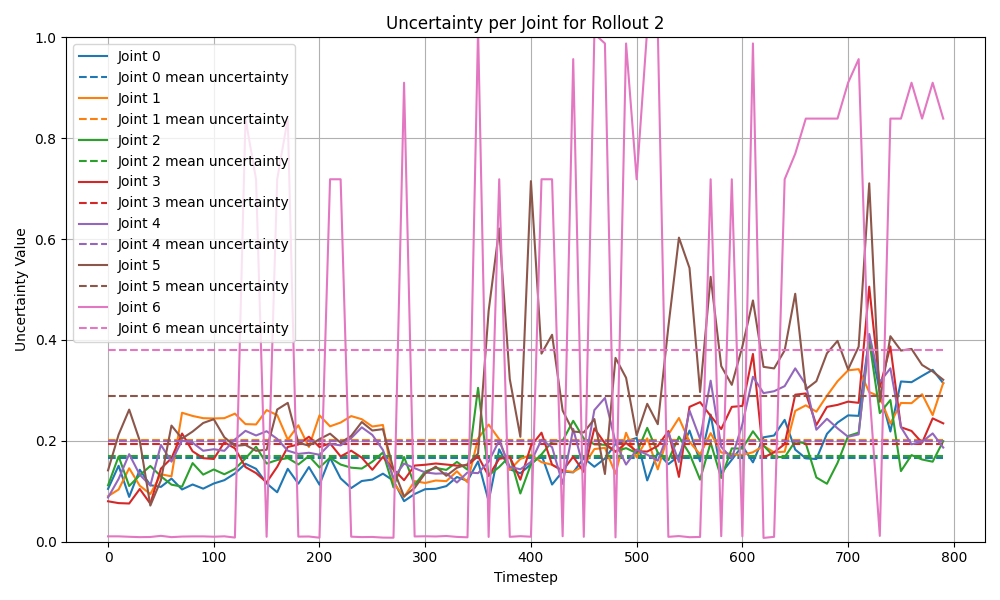 Uncertainty per Joint for Rollout 2
Uncertainty Value
1.0
0.8
0.6
0.4
0.2
0.0
Joint 0
Joint 0 mean uncertainty
Joint 1
Joint 1 mean uncertainty
Joint 2
Joint 2 mean uncertainty
Joint 3
Joint 3 mean uncertainty
Joint 4
Joint 4 mean uncertainty
Joint 5
Joint 5 mean uncertainty
Joint 6
Joint 6 mean uncertainty
0 100 200 300 400 500 600 700 800
Timestep